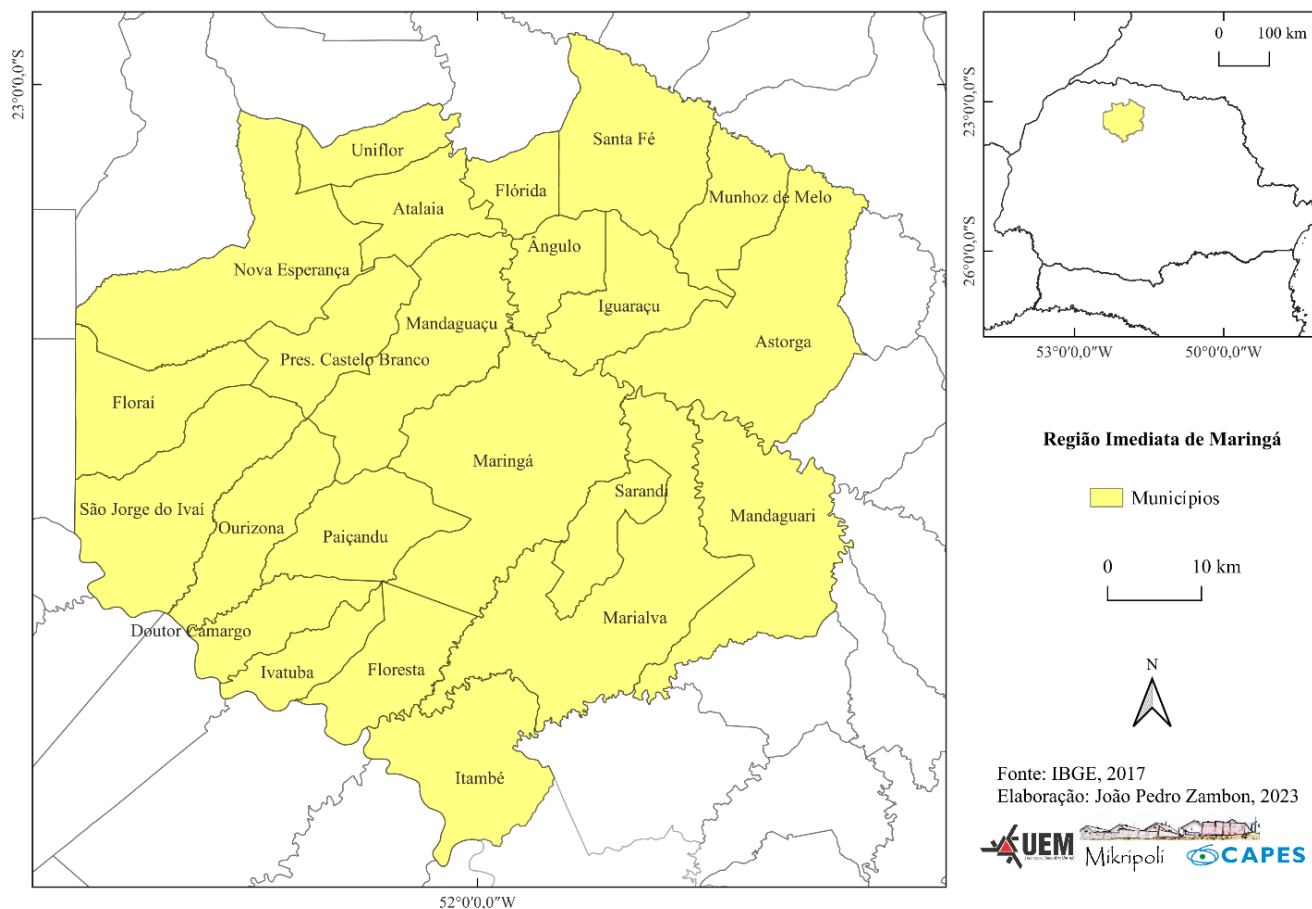 23°0'0,0"S
52°0'0,0"W
Santa Fé
Uniflor
Flórida
Munhoz de Melo
Atalaia
Ângulo
Nova Esperança
Iguaraçu
Mandaguaçu
Astorga
Pres. Castelo Branco
Floraí
Maringá
Sarandi
São Jorge do Ivaí
Ourizona
Paiçandu
Mandaguari
Marialva
Doutor Camargo
Ivatuba
Floresta
Itambé
0 100 km
23°0'0,0"S
26°0'0,0"S
53°0'0,0"W
50°0'0,0"W
Região Imediata de Maringá
Municípios
0 10 km
N
Fonte: IBGE, 2017
Elaboração: João Pedro Zambon, 2023
UEM
Mikripoli
CAPES